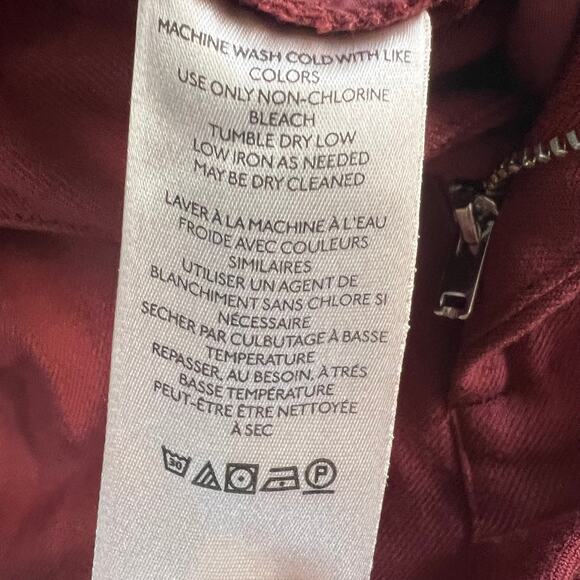 MACHINE WASH COLD WITH LIKE
COLORS
USE ONLY NON-CHLORINE
BLEACH
TUMBLE DRY LOW
LOW IRON AS NEEDED
MAY BE DRY CLEANED
LAVER À LA MACHINE À L'EAU
FROIDE AVEC COULEURS
SIMILAIRES
UTILISER UN AGENT DE
BLANCHIMENT SANS CHLORE SI
NÉCESSAIRE
SECHER PAR CULBUTAGE À BASSE
TEMPERATURE
REPASSER, AU BESOIN, À TRÉS
BASSE TEMPÉRATURE
PEUT-ÊTRE ÊTRE NETTOYÉE
À SEC
30 P